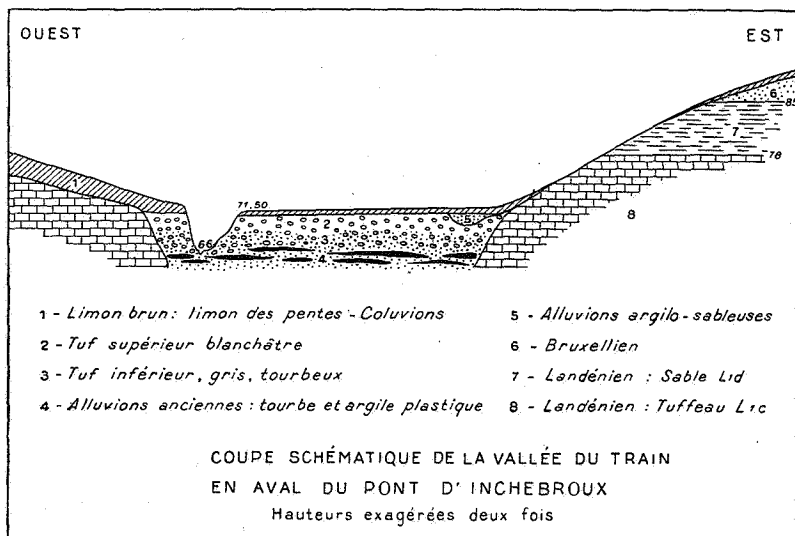 OUEST
EST
6
85
7
78
1
71.50
5
8
2
66
3
4
1 - Limon brun : limon des pentes - Coluvions
2 - Tuf supérieur blanchâtre
3 - Tuf inférieur, gris, tourbeux
4 - Alluvions anciennes : tourbe et argile plastique
5 - Alluvions argilo-sableuses
6 - Bruxellien
7 - Landénien : Sable L1d
8 - Landénien : Tuffeau L1c
COUPE SCHÉMATIQUE DE LA VALLÉE DU TRAIN
EN AVAL DU PONT D'INCHEBROUX
Hauteurs exagérées deux fois